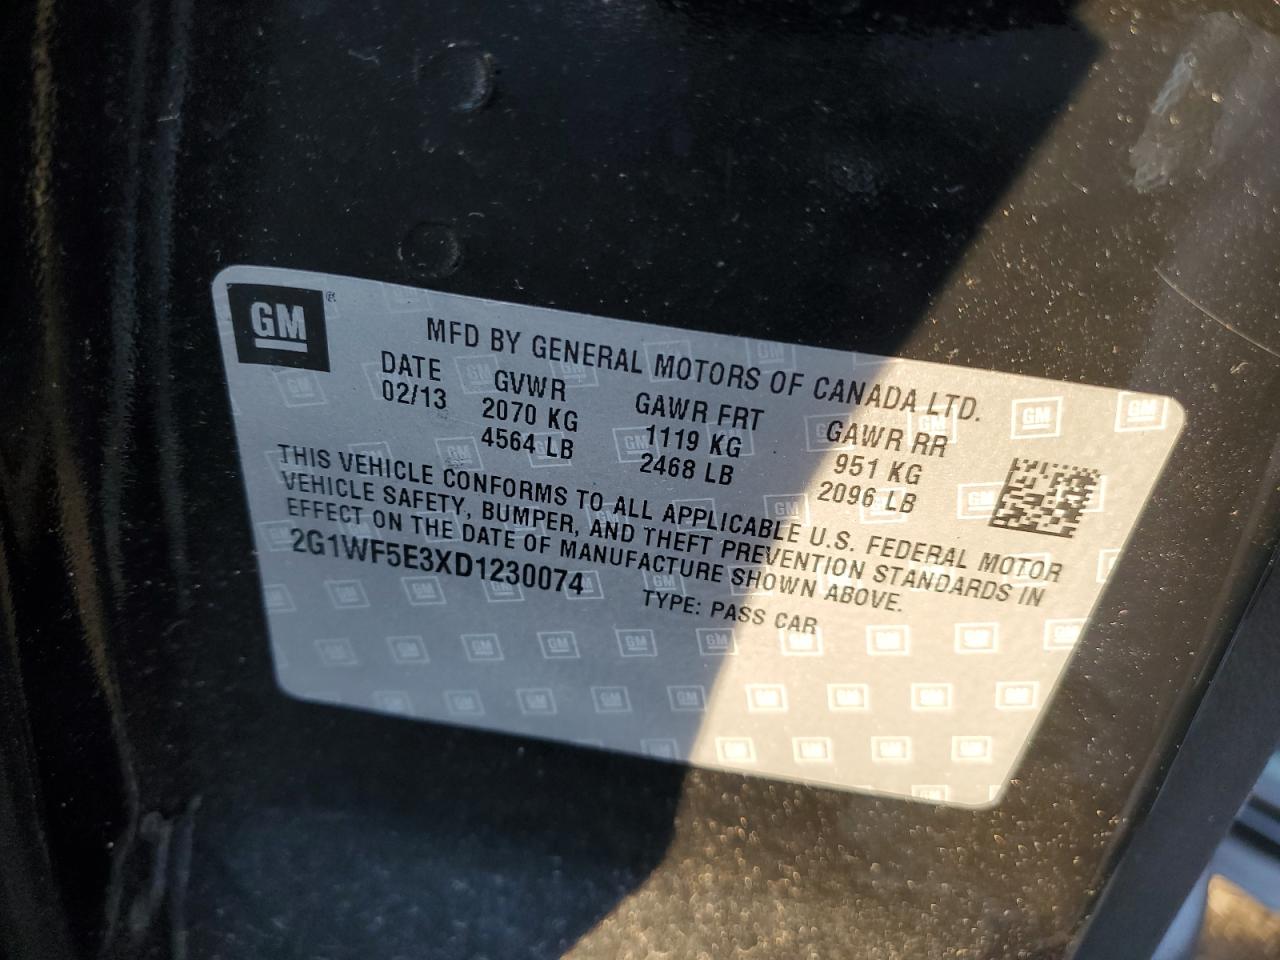 GM
MFD BY GENERAL MOTORS OF CANADA LTD.
DATE GVWR GAWR FRT GAWR RR
02/13 2070 KG 1119 KG 951 KG
4564 LB 2468 LB 2096 LB
THIS VEHICLE CONFORMS TO ALL APPLICABLE U.S. FEDERAL MOTOR
VEHICLE SAFETY, BUMPER, AND THEFT PREVENTION STANDARDS IN
EFFECT ON THE DATE OF MANUFACTURE SHOWN ABOVE.
2G1WF5E3XD1230074 TYPE: PASS CAR